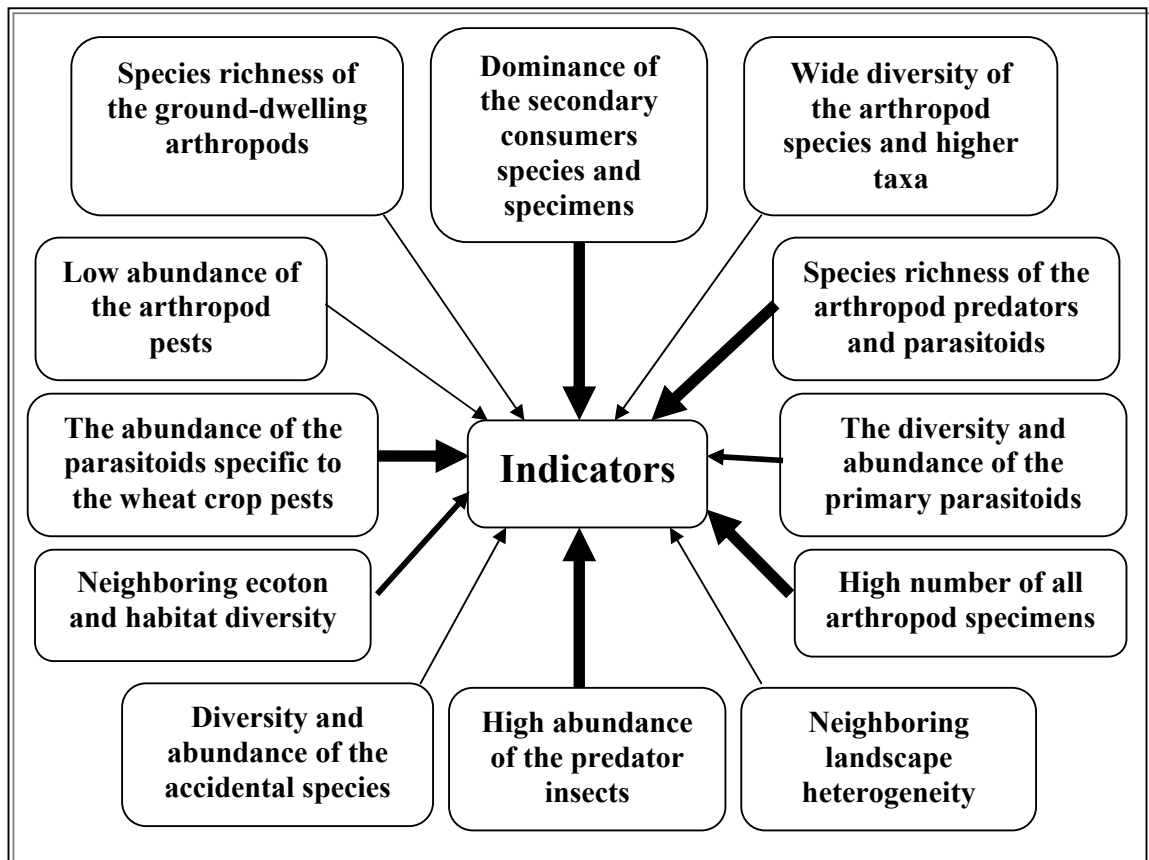 Species richness of
the ground-dwelling
arthropods
Dominance of
the secondary
consumers
species and
specimens
Wide diversity of
the arthropod
species and higher
taxa
Low abundance of
the arthropod
pests
Species richness of the
arthropod predators
and parasitoids
The abundance of the
parasitoids specific to
the wheat crop pests
Indicators
The diversity and
abundance of the
primary parasitoids
Neighboring ecoton
and habitat diversity
High number of all
arthropod specimens
Diversity and
abundance of the
accidental species
High abundance
of the predator
insects
Neighboring
landscape
heterogeneity